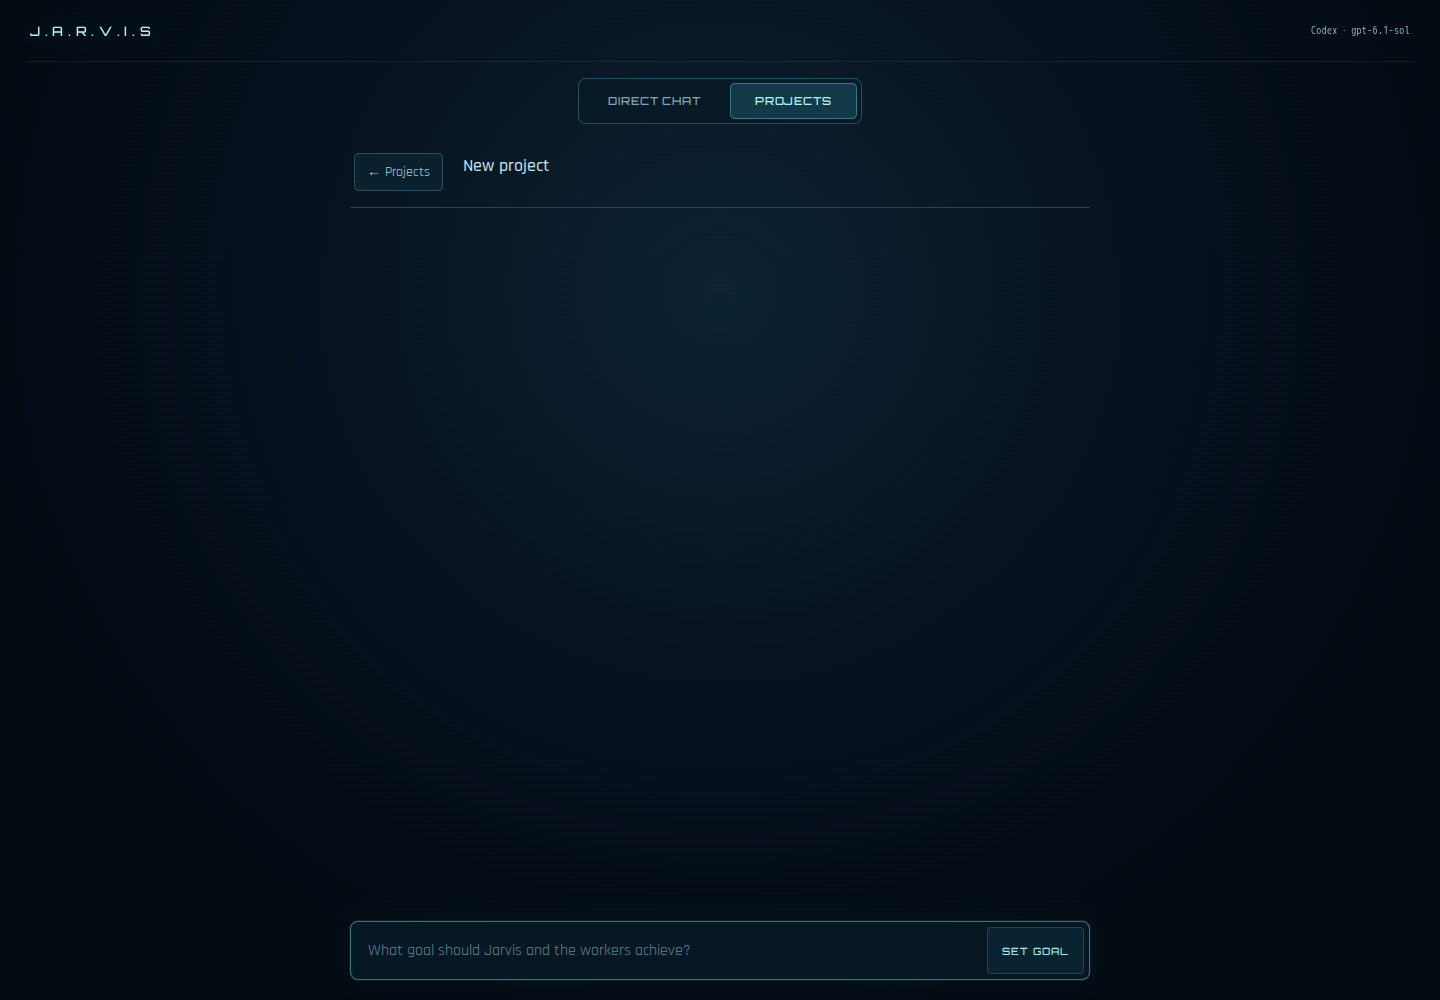 J.A.R.V.I.S
Codex · gpt-6.1-sol
DIRECT CHAT
PROJECTS
← Projects
New project
What goal should Jarvis and the workers achieve?
SET GOAL